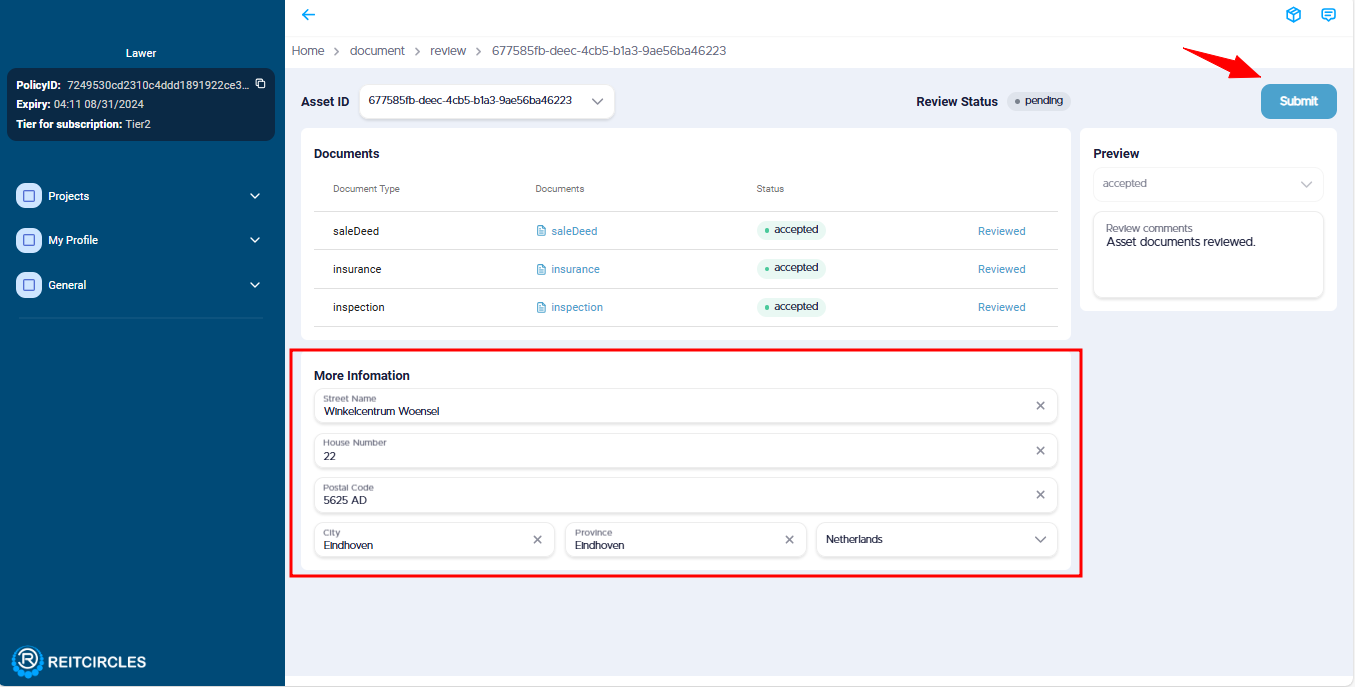 Lawer
PolicyID: 7249530cd2310c4ddd1891922ce3...
Expiry: 04:11 08/31/2024
Tier for subscription: Tier2
Projects
My Profile
General
REITCIRCLES
Home > document > review > 677585fb-deec-4cb5-b1a3-9ae56ba46223
Asset ID 677585fb-deec-4cb5-b1a3-9ae56ba46223 Review Status pending Submit
Documents
Document Type Documents Status
saleDeed saleDeed accepted Reviewed
insurance insurance accepted Reviewed
inspection inspection accepted Reviewed
Preview
accepted
Review comments
Asset documents reviewed.
More Infomation
Street Name
Winkelcentrum Woensel
House Number
22
Postal Code
5625 AD
City
Eindhoven
Province
Eindhoven
Netherlands